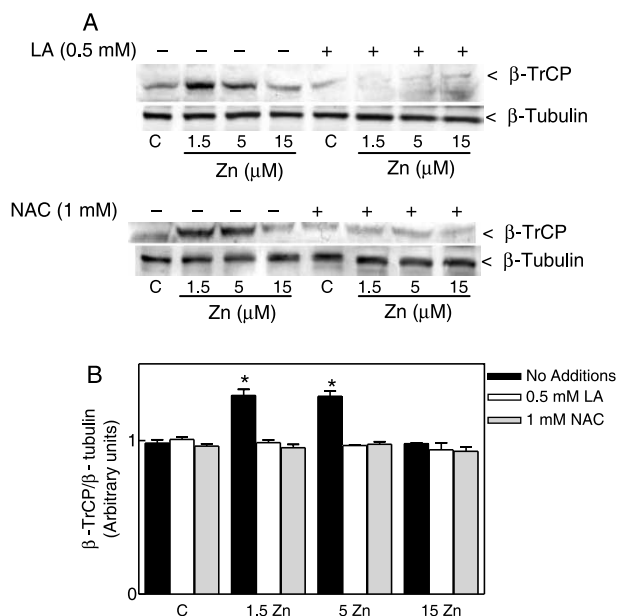 A
LA (0.5 mM) – – – – + + + +
< β-TrCP
< β-Tubulin
C 1.5 5 15 C 1.5 5 15
Zn (μM) Zn (μM)
NAC (1 mM) – – – – + + + +
< β-TrCP
< β-Tubulin
C 1.5 5 15 C 1.5 5 15
Zn (μM) Zn (μM)
B
β -TrCP/β - tubulin
(Arbitrary units)
1
0
* *
No Additions
0.5 mM LA
1 mM NAC
C 1.5 Zn 5 Zn 15 Zn